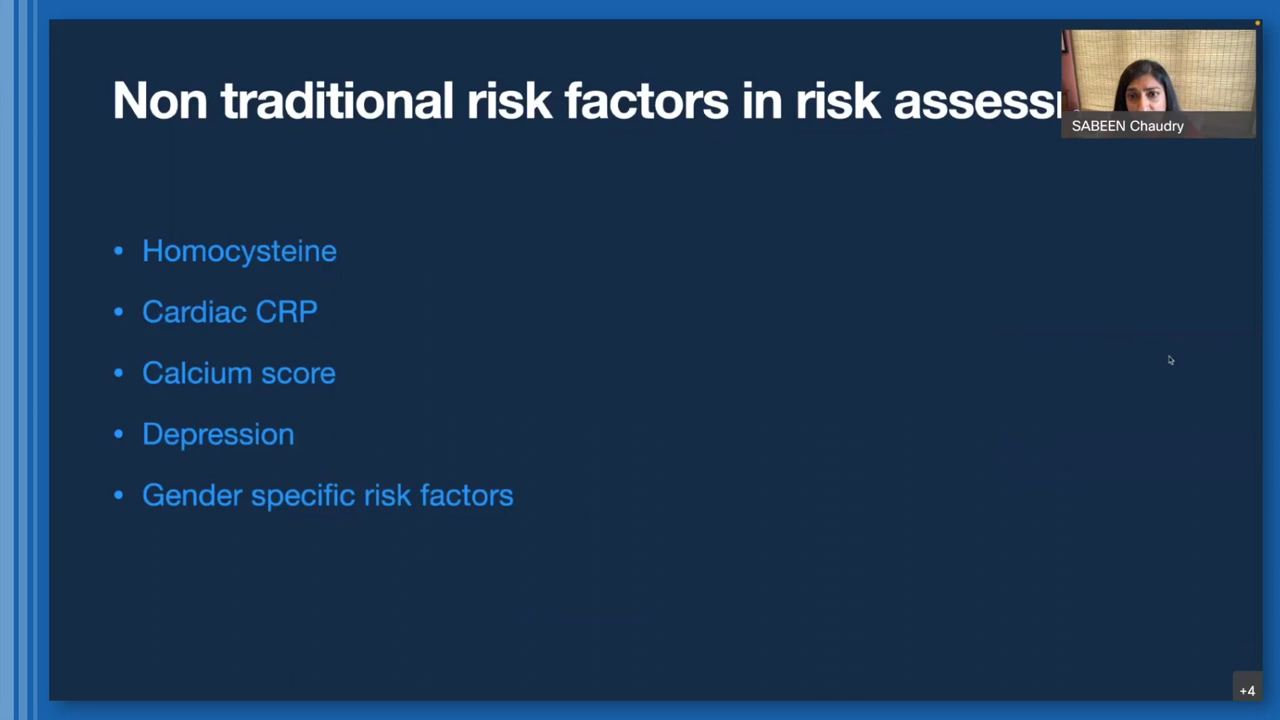 Non traditional risk factors in risk assess
SABEEN Chaudry
• Homocysteine
• Cardiac CRP
• Calcium score
• Depression
• Gender specific risk factors
+4